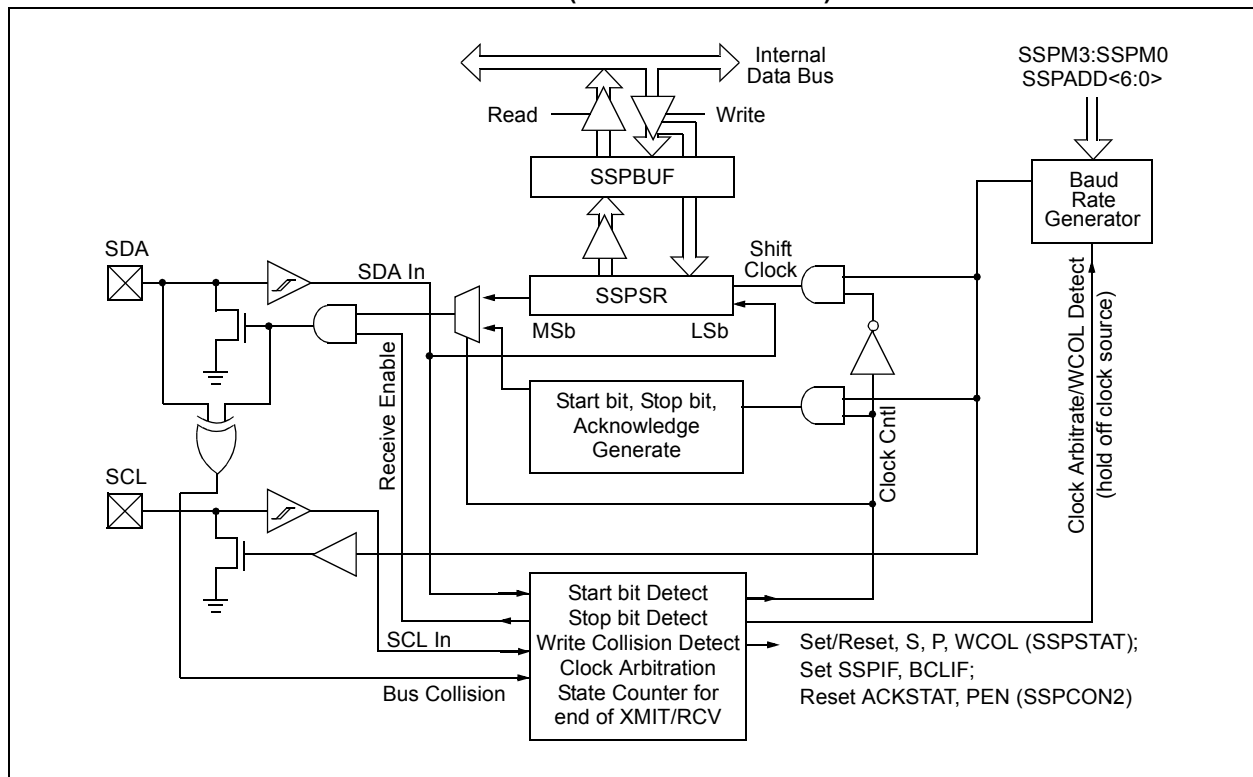 Internal
Data Bus
SSPM3:SSPM0
SSPADD<6:0>
Read
Write
SSPBUF
Baud
Rate
Generator
SDA
SDA In
Shift
Clock
SSPSR
MSb
LSb
Receive Enable
Start bit, Stop bit,
Acknowledge
Generate
Clock Cntl
Clock Arbitrate/WCOL Detect
(hold off clock source)
SCL
SCL In
Bus Collision
Start bit Detect
Stop bit Detect
Write Collision Detect
Clock Arbitration
State Counter for
end of XMIT/RCV
Set/Reset, S, P, WCOL (SSPSTAT);
Set SSPIF, BCLIF;
Reset ACKSTAT, PEN (SSPCON2)